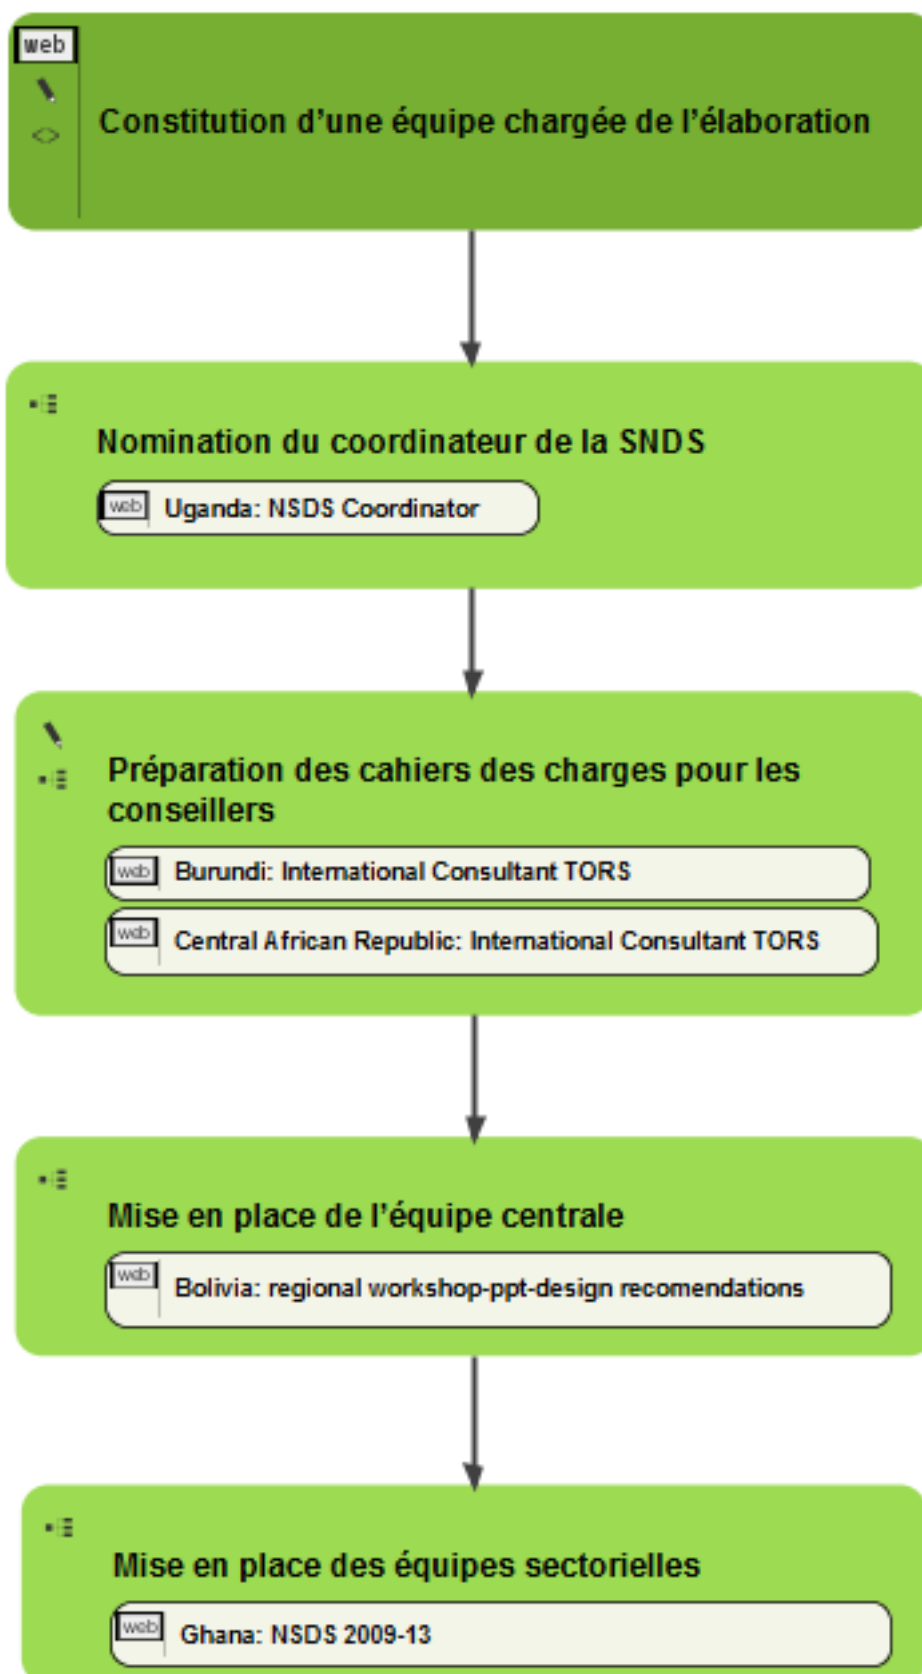 web
Constitution d’une équipe chargée de l’élaboration
Nomination du coordinateur de la SNDS
web Uganda: NSDS Coordinator
Préparation des cahiers des charges pour les
conseillers
web Burundi: International Consultant TORS
web Central African Republic: International Consultant TORS
Mise en place de l’équipe centrale
web Bolivia: regional workshop-ppt-design recomendations
Mise en place des équipes sectorielles
web Ghana: NSDS 2009-13